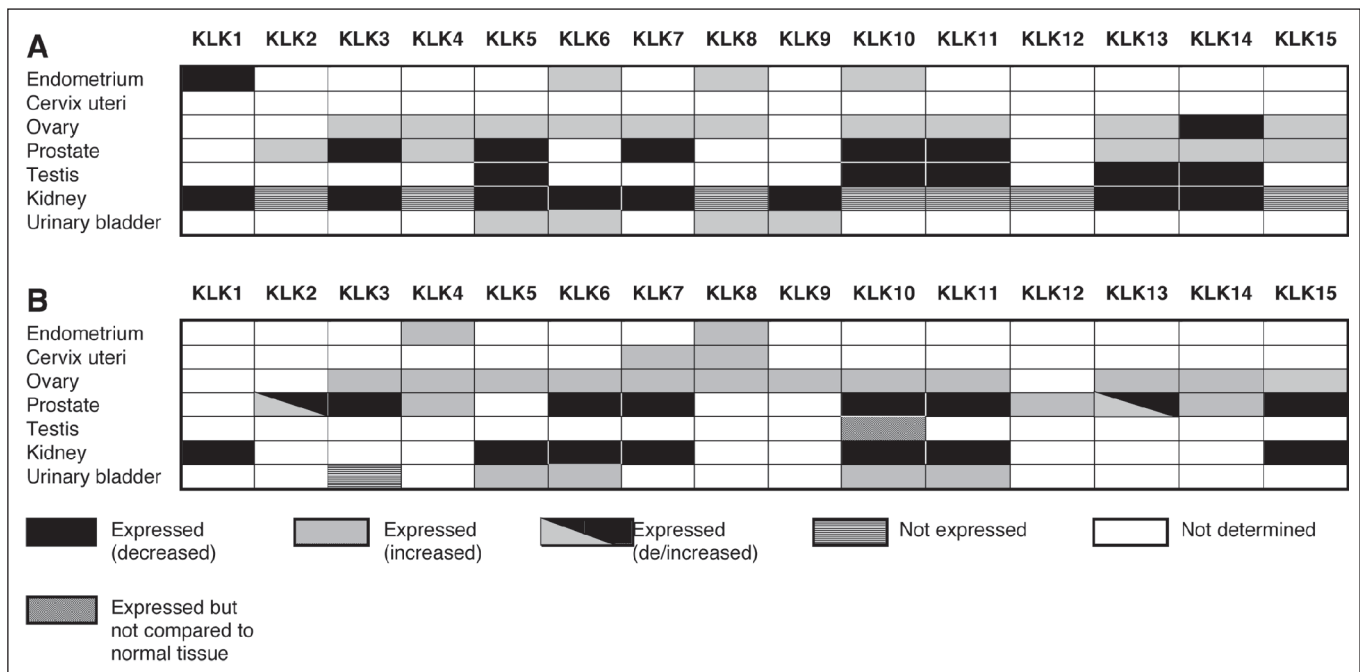 A KLK1 KLK2 KLK3 KLK4 KLK5 KLK6 KLK7 KLK8 KLK9 KLK10 KLK11 KLK12 KLK13 KLK14 KLK15
Endometrium
Cervix uteri
Ovary
Prostate
Testis
Kidney
Urinary bladder
B KLK1 KLK2 KLK3 KLK4 KLK5 KLK6 KLK7 KLK8 KLK9 KLK10 KLK11 KLK12 KLK13 KLK14 KLK15
Endometrium
Cervix uteri
Ovary
Prostate
Testis
Kidney
Urinary bladder
Expressed
(decreased)
Expressed
(increased)
Expressed
(de/increased)
Not expressed
Not determined
Expressed but
not compared to
normal tissue